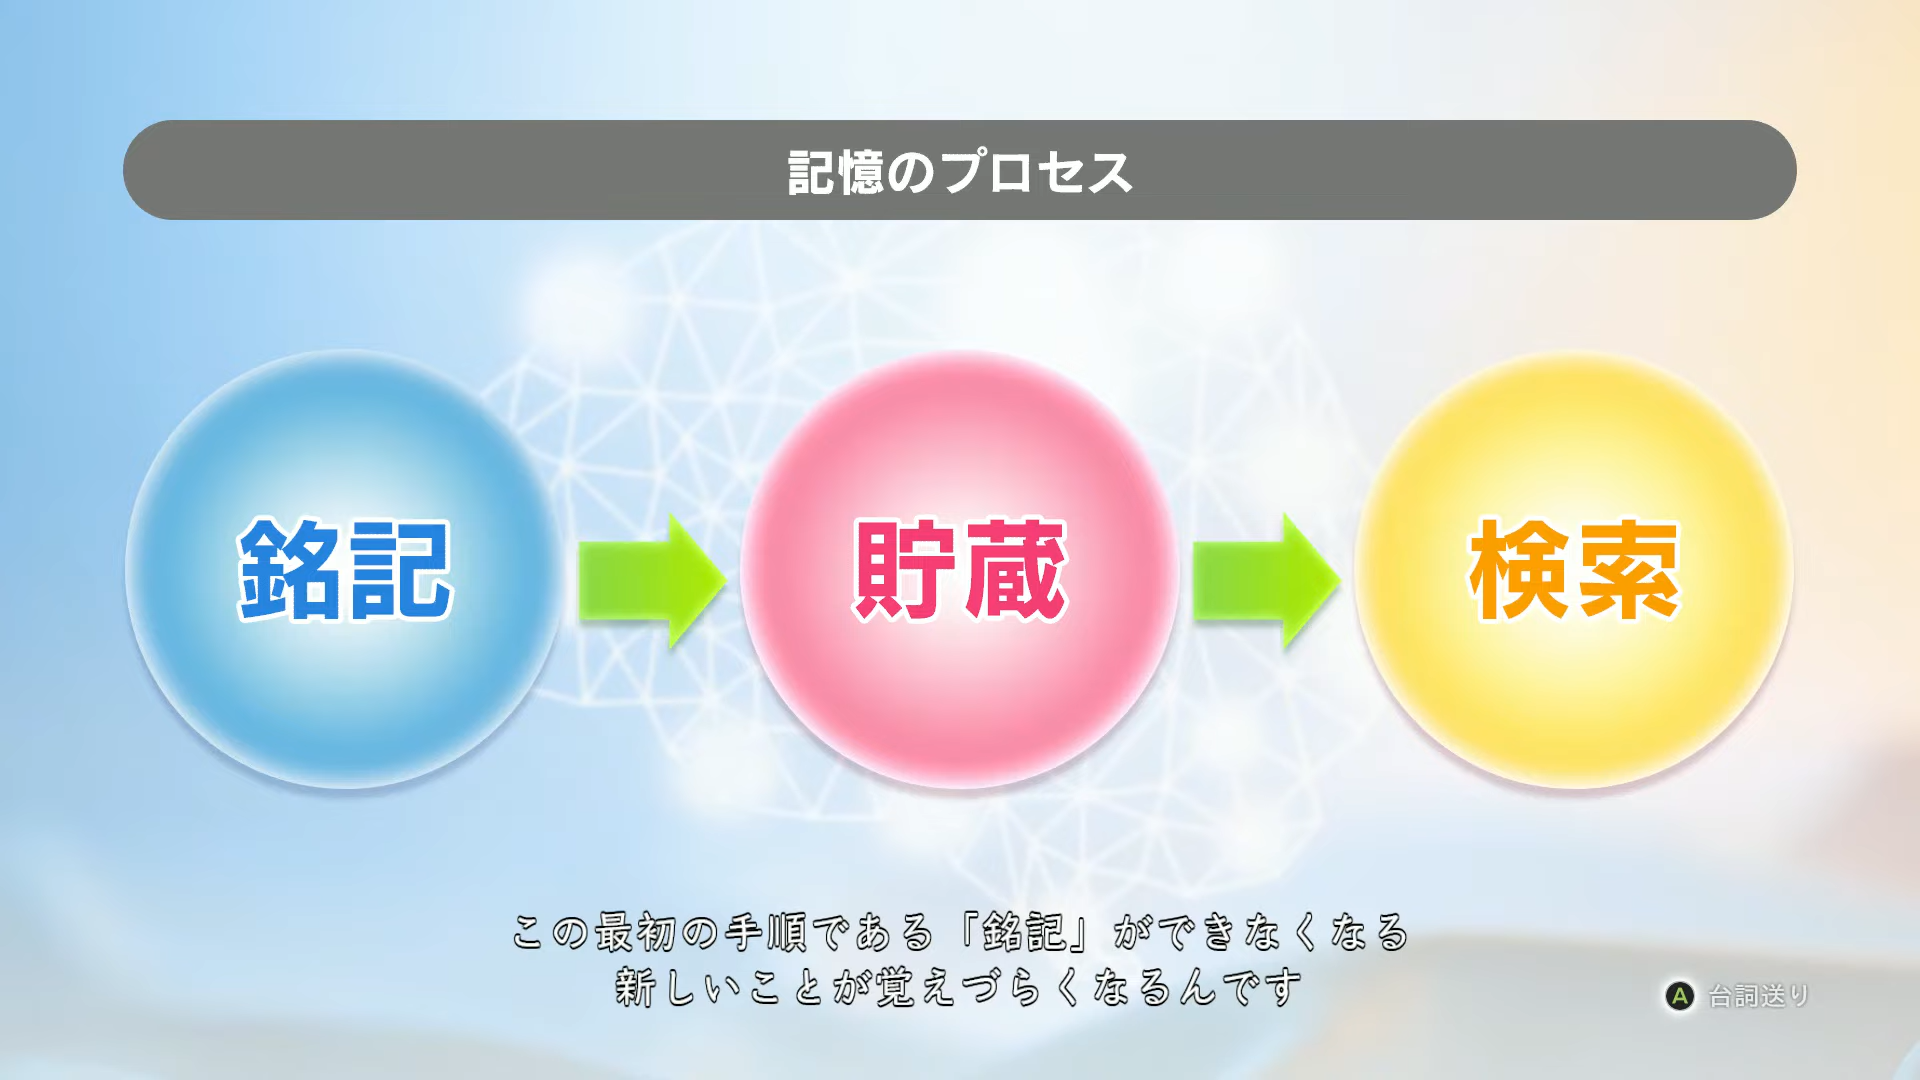 記憶のプロセス
銘記
貯蔵
検索
この最初の手順である「銘記」ができなくなる
新しいことが覚えづらくなるんです
A 台詞送り